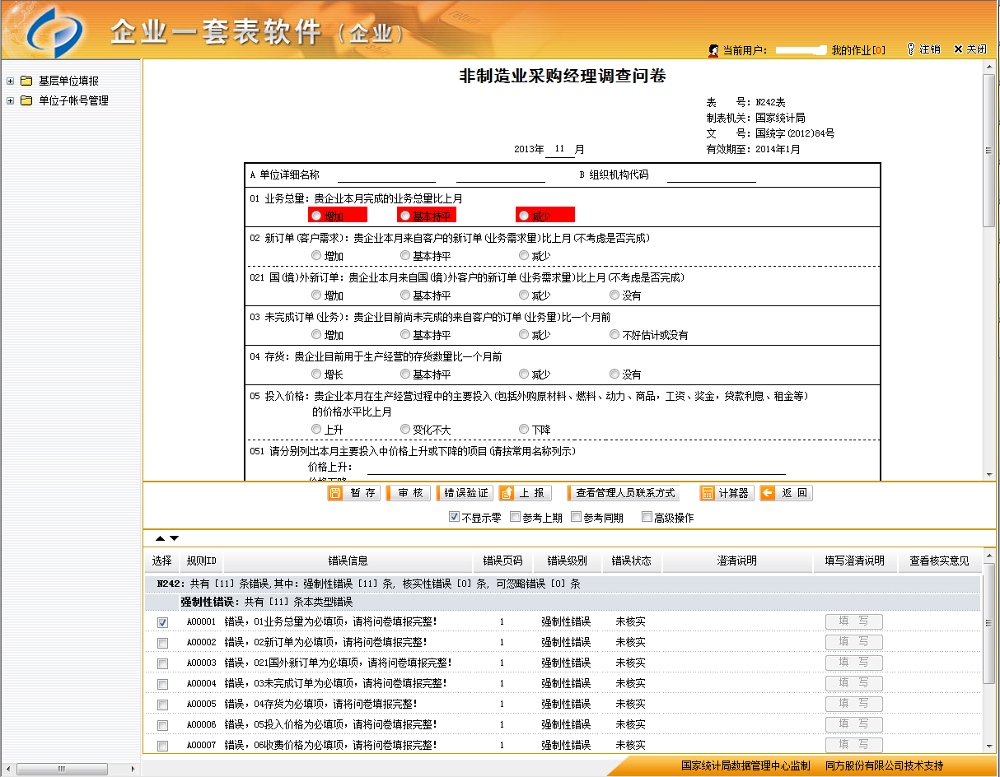 企业一套表软件（企业）
当前用户： 我的作业[0] 注销 关闭
基层单位填报
单位子帐号管理
非制造业采购经理调查问卷
表　　号：N242表
制表机关：国家统计局
文　　号：国统字(2012)84号
2013年 11 月 有效期至：2014年1月
A 单位详细名称 B 组织机构代码
01 业务总量：贵企业本月完成的业务总量比上月
增加 基本持平 减少
02 新订单(客户需求)：贵企业本月来自客户的新订单(业务需求量)比上月(不考虑是否完成)
增加 基本持平 减少
021 国(境)外新订单：贵企业本月来自国(境)外客户的新订单(业务需求量)比上月(不考虑是否完成)
增加 基本持平 减少 没有
03 未完成订单(业务)：贵企业目前尚未完成的来自客户的订单(业务量)比一个月前
增加 基本持平 减少 不好估计或没有
04 存货：贵企业目前用于生产经营的存货数量比一个月前
增长 基本持平 减少 没有
05 投入价格：贵企业本月在生产经营过程中的主要投入(包括外购原材料、燃料、动力、商品，工资、奖金，贷款利息、租金等)
的价格水平比上月
上升 变化不大 下降
051 请分别列出本月主要投入中价格上升或下降的项目(请按常用名称列示)
价格上升：
暂 存 审 核 错误验证 上 报 查看管理人员联系方式 计算器 返 回
不显示零 参考上期 参考同期 高级操作
选择 规则ID 错误信息 错误页码 错误级别 错误状态 澄清说明 填写澄清说明 查看核实意见
N242：共有 [11] 条错误,其中：强制性错误 [11] 条, 核实性错误 [0] 条, 可忽略错误 [0] 条
强制性错误：共有 [11] 条本类型错误
A00001 错误，01业务总量为必填项，请将问卷填报完整！ 1 强制性错误 未核实 填 写
A00002 错误，02新订单为必填项，请将问卷填报完整！ 1 强制性错误 未核实 填 写
A00003 错误，021国外新订单为必填项，请将问卷填报完整！ 1 强制性错误 未核实 填 写
A00004 错误，03未完成订单为必填项，请将问卷填报完整！ 1 强制性错误 未核实 填 写
A00005 错误，04存货为必填项，请将问卷填报完整！ 1 强制性错误 未核实 填 写
A00006 错误，05投入价格为必填项，请将问卷填报完整！ 1 强制性错误 未核实 填 写
A00007 错误，06收费价格为必填项，请将问卷填报完整！ 1 强制性错误 未核实 填 写
国家统计局数据管理中心监制 同方股份有限公司技术支持